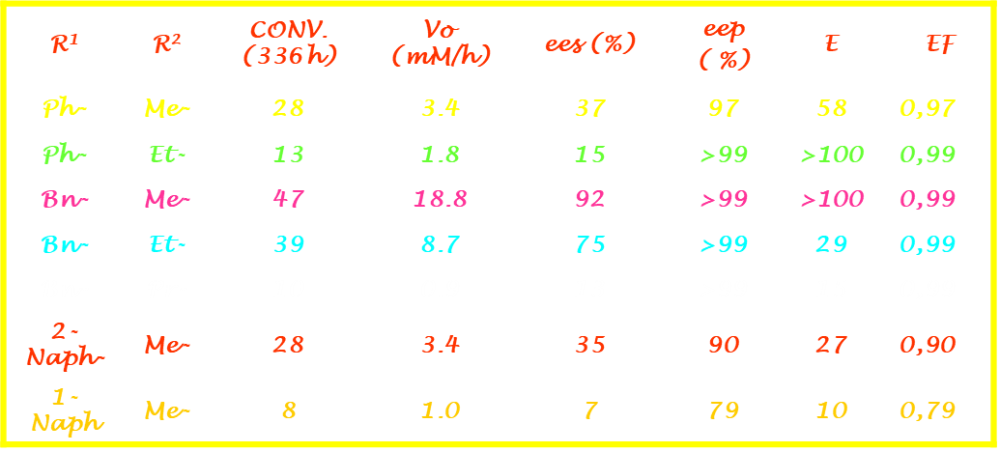 R¹ R² CONV. (336 h) Vo (mM/h) ees (%) eep ( %) E EF
Ph- Me- 28 3.4 37 97 58 0,97
Ph- Et- 13 1.8 15 >99 >100 0,99
Bn- Me- 47 18.8 92 >99 >100 0,99
Bn- Et- 39 8.7 75 >99 29 0,99
2-Naph- Me- 28 3.4 35 90 27 0,90
1-Naph Me- 8 1.0 7 79 10 0,79